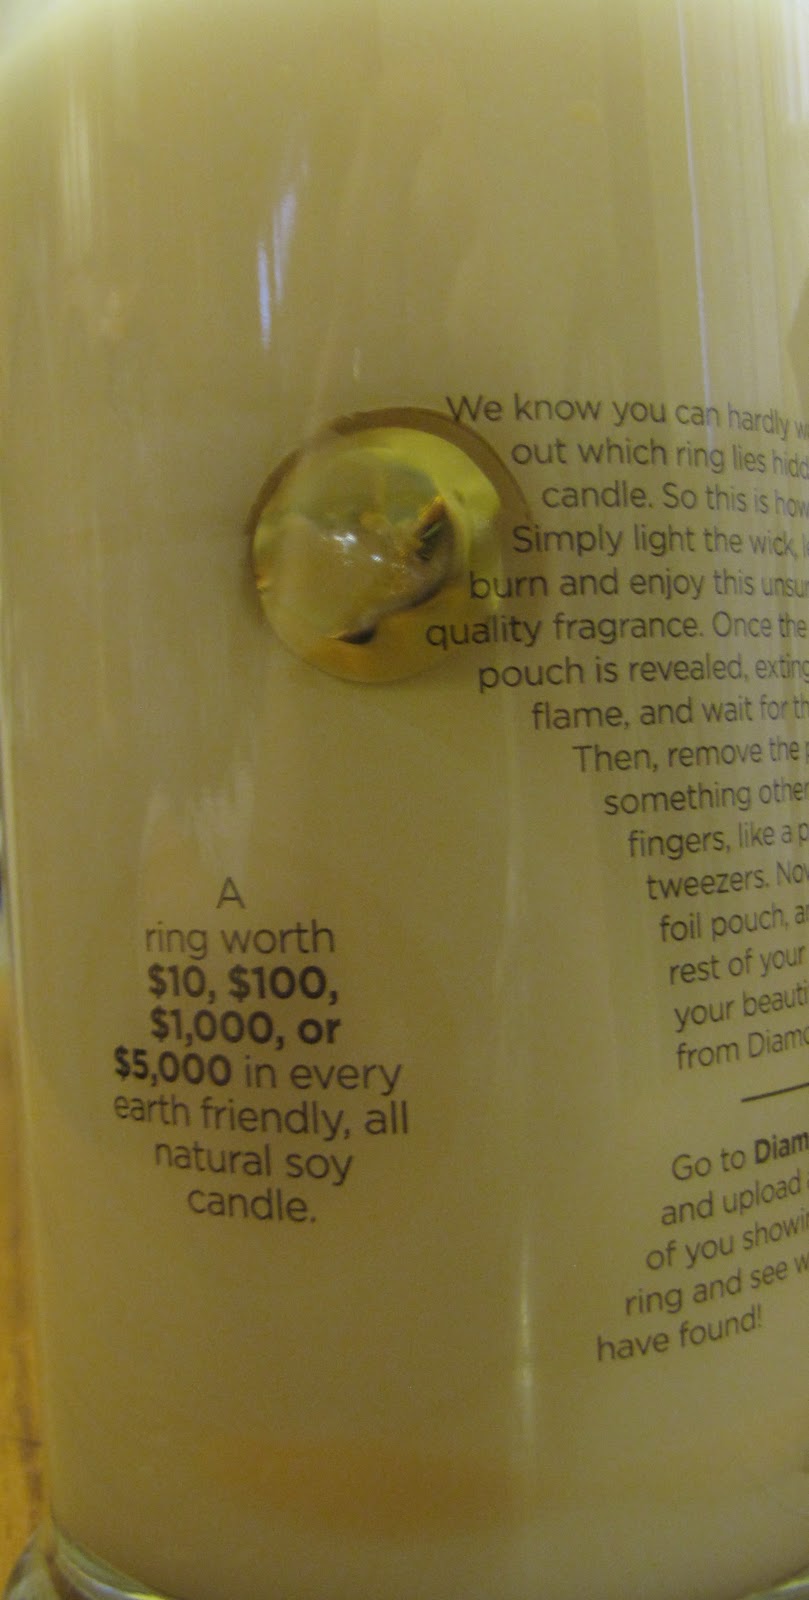 We know you can hardly
out which ring lies
candle. So this is how
Simply light the wick,
burn and enjoy this
quality fragrance. Once the
pouch is revealed,
flame, and wait for
Then, remove the
something other
fingers, like a
tweezers.
foil pouch,
rest of your
your
from
A
ring worth
$10, $100,
$1,000, or
$5,000 in every
earth friendly, all
natural soy
candle.
Go to
and upload
of you
ring and see
have found!